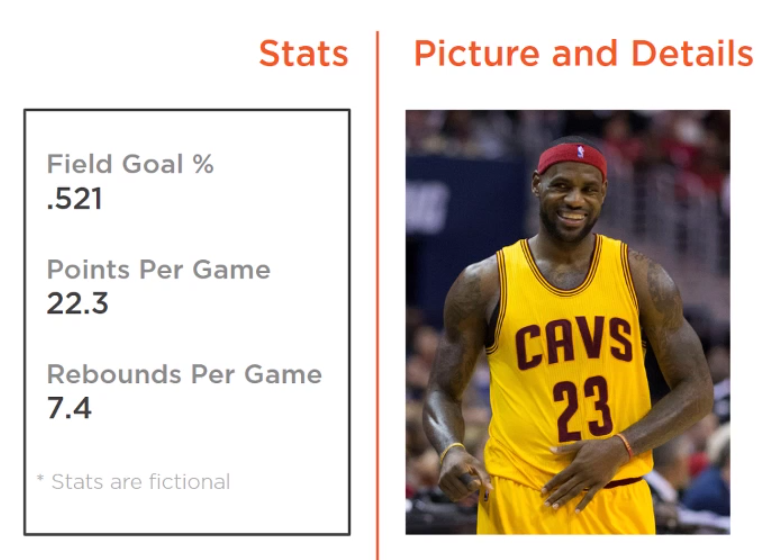 Stats
Picture and Details
Field Goal %
.521
Points Per Game
22.3
Rebounds Per Game
7.4
* Stats are fictional
CAVS
23